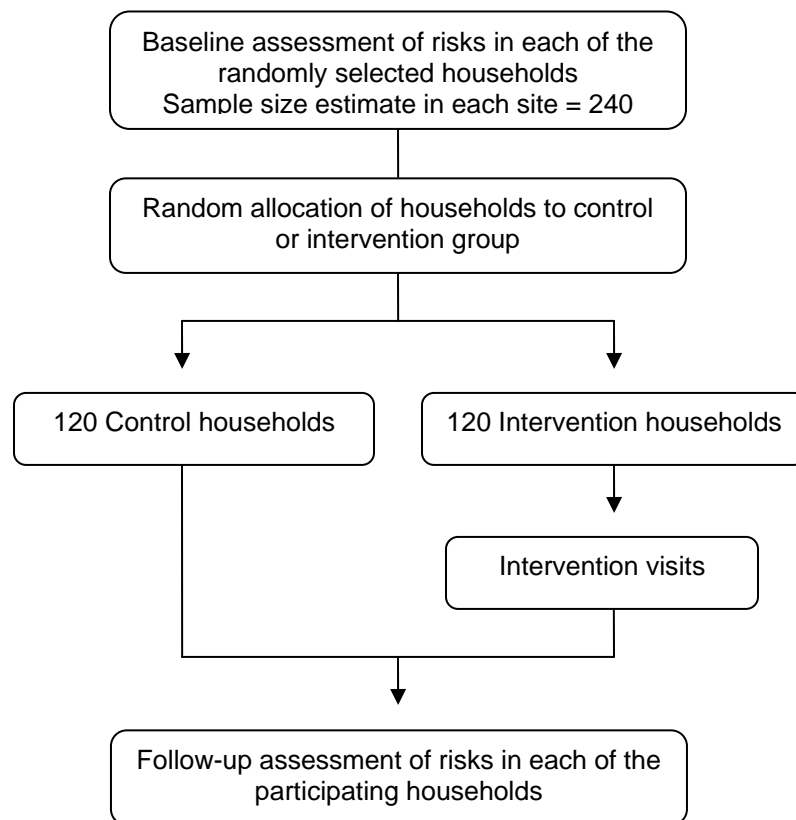 Baseline assessment of risks in each of the
randomly selected households
Sample size estimate in each site = 240
Random allocation of households to control
or intervention group
120 Control households
120 Intervention households
Intervention visits
Follow-up assessment of risks in each of the
participating households